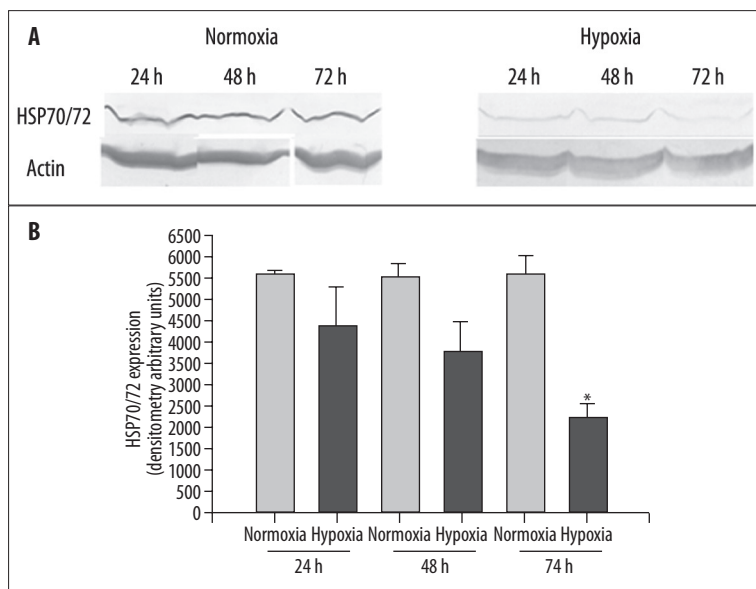 A
Normoxia
Hypoxia
24 h 48 h 72 h
24 h 48 h 72 h
HSP70/72
Actin
B
HSP70/72 expression
(densitometry arbitrary units)
6500
6000
5500
5000
4500
4000
3500
3000
2500
2000
1500
1000
500
0
*
Normoxia Hypoxia Normoxia Hypoxia Normoxia Hypoxia
24 h 48 h 74 h